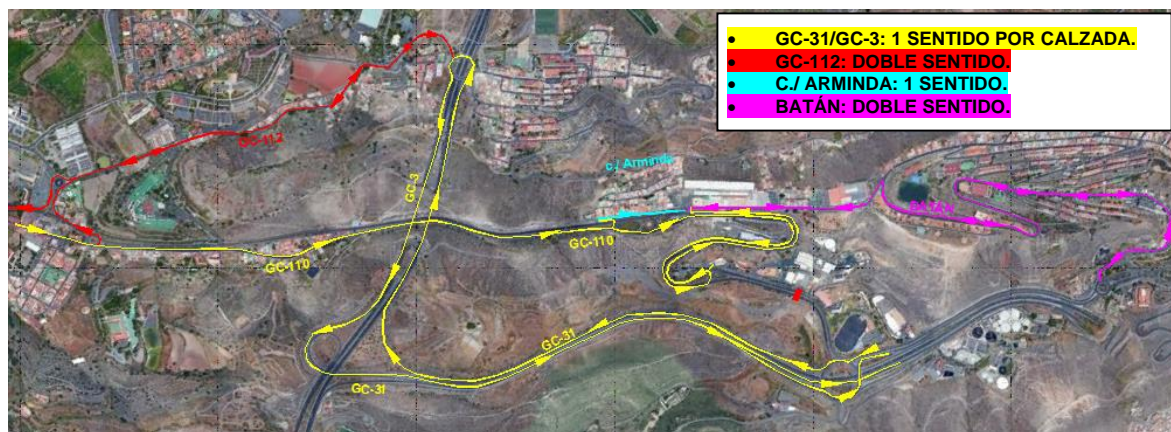 GC-31/GC-3: 1 SENTIDO POR CALZADA.
GC-112: DOBLE SENTIDO.
C./ ARMINDA: 1 SENTIDO.
BATÁN: DOBLE SENTIDO.
GC-112
c./ Arminda
GC-3
BATÁN
GC-110
GC-110
GC-31
GC-31